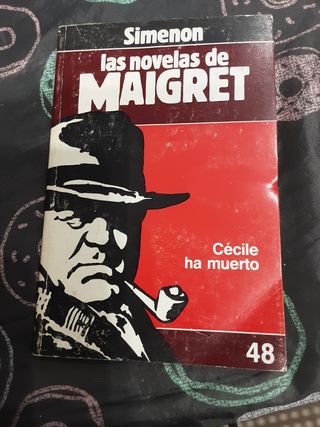 Simenon
las novelas de
MAIGRET
Cécile
ha muerto
48